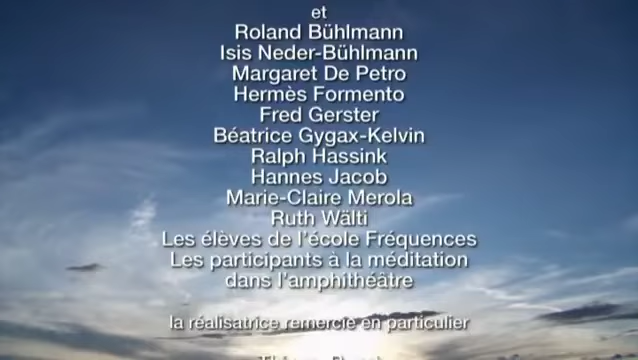 et
Roland Bühlmann
Isis Neder-Bühlmann
Margaret De Petro
Hermès Formento
Fred Gerster
Béatrice Gygax-Kelvin
Ralph Hassink
Hannes Jacob
Marie-Claire Merola
Ruth Wälti
Les élèves de l'école Fréquences
Les participants à la méditation
dans l'amphithéâtre
la réalisatrice remercie en particulier